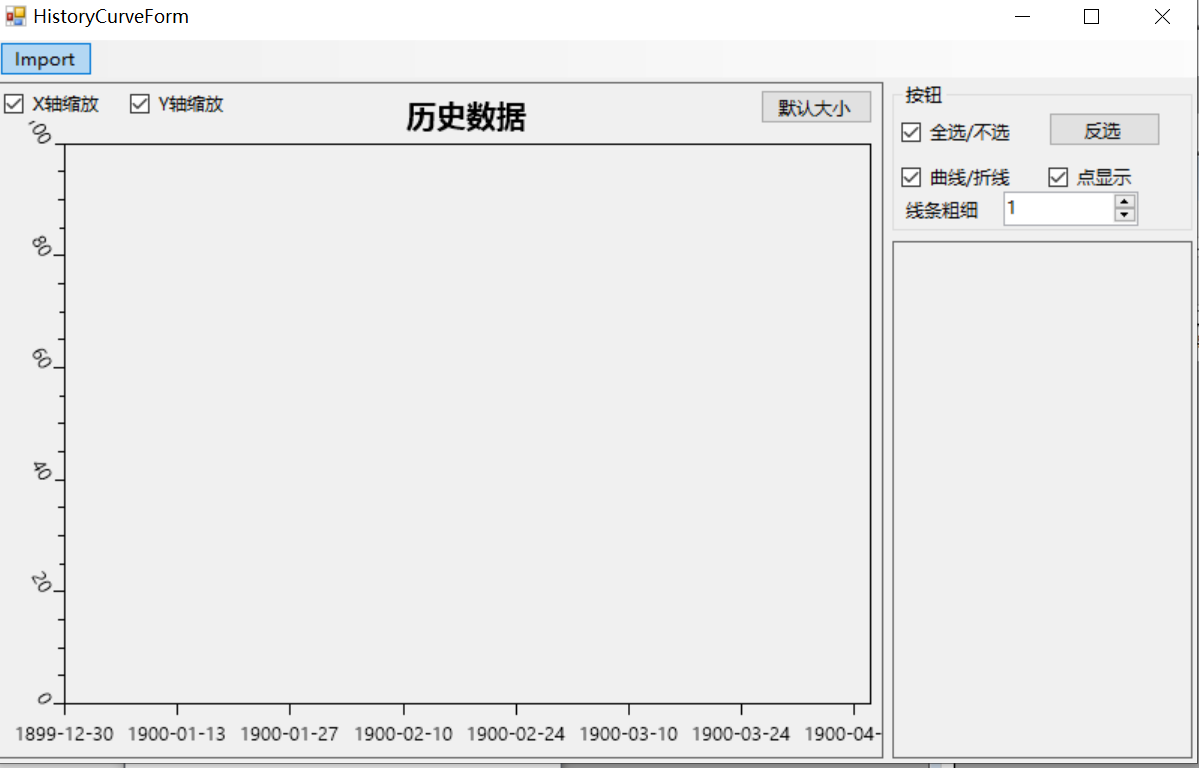 HistoryCurveForm
Import
X轴缩放 Y轴缩放 历史数据 默认大小
按钮
全选/不选 反选
曲线/折线 点显示
线条粗细 1
80
60
40
20
0
1899-12-30 1900-01-13 1900-01-27 1900-02-10 1900-02-24 1900-03-10 1900-03-24 1900-04-